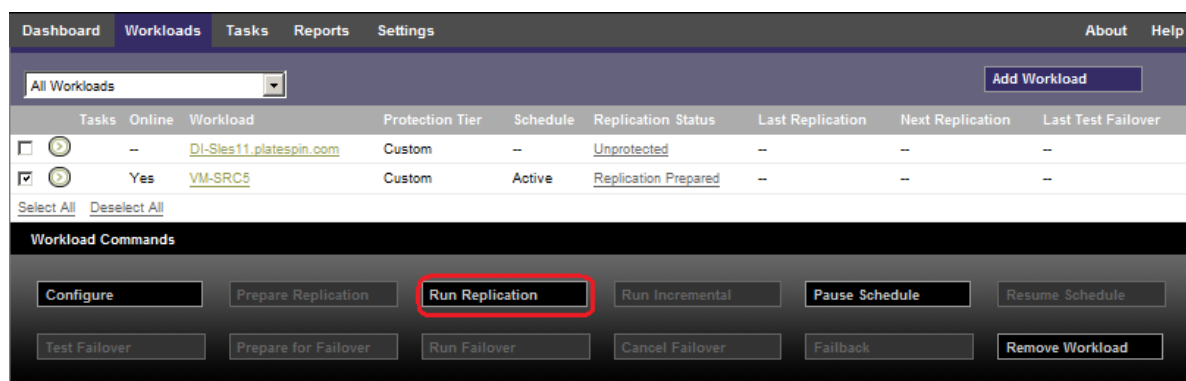 Dashboard Workloads Tasks Reports Settings About Help
All Workloads Add Workload
Tasks Online Workload Protection Tier Schedule Replication Status Last Replication Next Replication Last Test Failover
-- DI-Sles11.platespin.com Custom -- Unprotected -- -- --
Yes VM-SRC5 Custom Active Replication Prepared -- -- --
Select All Deselect All
Workload Commands
Configure Prepare Replication Run Replication Run Incremental Pause Schedule Resume Schedule
Test Failover Prepare for Failover Run Failover Cancel Failover Failback Remove Workload